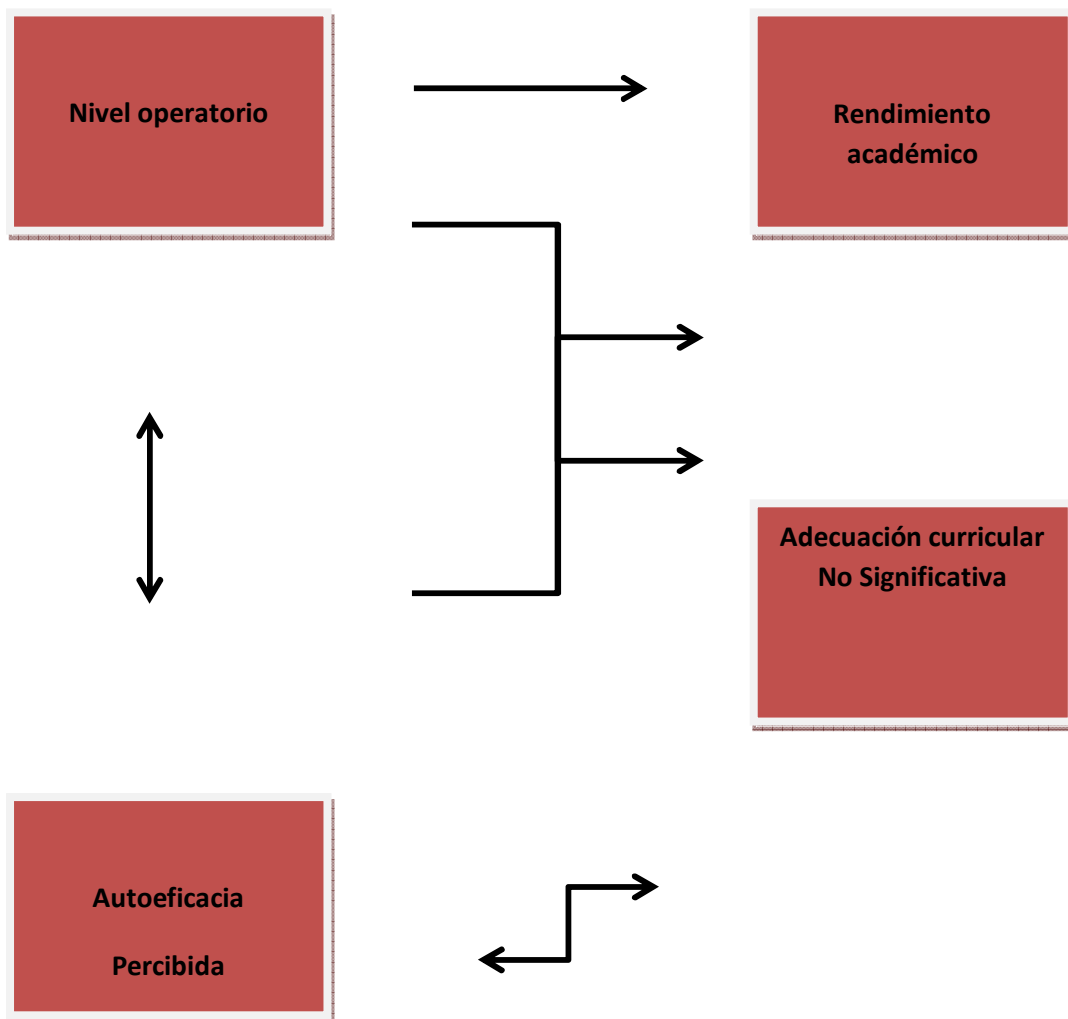 Nivel operatorio
Rendimiento
académico
Adecuación curricular
No Significativa
Autoeficacia
Percibida